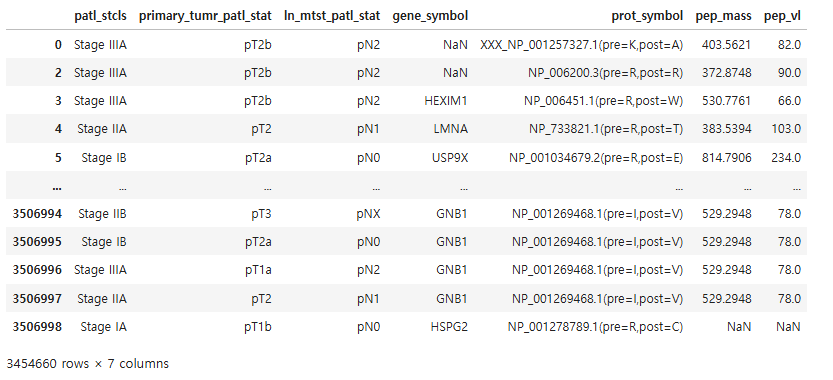 patl_stcls primary_tumr_patl_stat ln_mtst_patl_stat gene_symbol prot_symbol pep_mass pep_vl
0 Stage IIIA pT2b pN2 NaN XXX_NP_001257327.1(pre=K,post=A) 403.5621 82.0
2 Stage IIIA pT2b pN2 NaN NP_006200.3(pre=R,post=R) 372.8748 90.0
3 Stage IIIA pT2b pN2 HEXIM1 NP_006451.1(pre=R,post=W) 530.7761 66.0
4 Stage IIA pT2 pN1 LMNA NP_733821.1(pre=R,post=T) 383.5394 103.0
5 Stage IB pT2a pN0 USP9X NP_001034679.2(pre=R,post=E) 814.7906 234.0
... ... ... ... ... ... ... ...
3506994 Stage IIB pT3 pNX GNB1 NP_001269468.1(pre=I,post=V) 529.2948 78.0
3506995 Stage IB pT2a pN0 GNB1 NP_001269468.1(pre=I,post=V) 529.2948 78.0
3506996 Stage IIIA pT1a pN2 GNB1 NP_001269468.1(pre=I,post=V) 529.2948 78.0
3506997 Stage IIA pT2 pN1 GNB1 NP_001269468.1(pre=I,post=V) 529.2948 78.0
3506998 Stage IA pT1b pN0 HSPG2 NP_001278789.1(pre=R,post=C) NaN NaN
3454660 rows × 7 columns